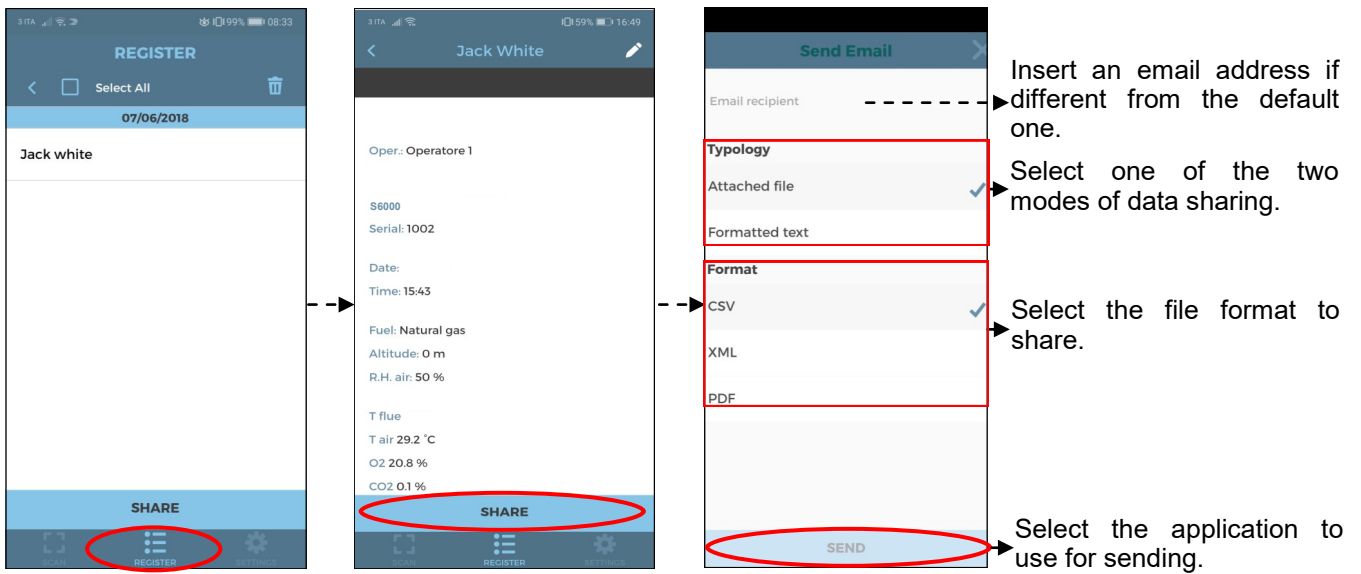 3 ITA 99% 08:33
REGISTER
Select All
07/06/2018
Jack white
SHARE
SCAN
REGISTER
SETTINGS
3 ITA 59% 16:49
Jack White
Oper.: Operatore 1
S6000
Serial: 1002
Date:
Time: 15:43
Fuel: Natural gas
Altitude: 0 m
R.H. air: 50 %
T flue
T air 29.2 °C
O2 20.8 %
CO2 0.1 %
SHARE
SCAN
REGISTER
SETTINGS
Send Email
Email recipient
Typology
Attached file
Formatted text
Format
CSV
XML
PDF
SEND
Insert an email address if
different from the default
one.
Select one of the two
modes of data sharing.
Select the file format to
share.
Select the application to
use for sending.